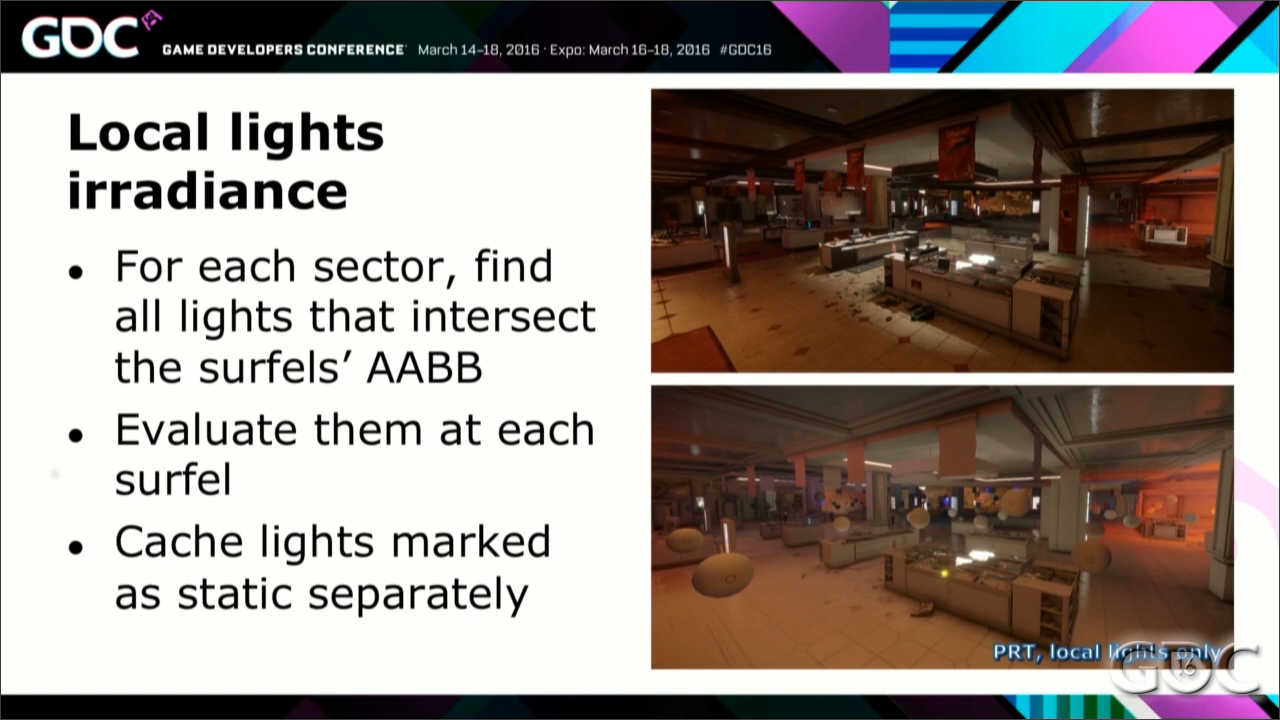 GDC
GAME DEVELOPERS CONFERENCE March 14–18, 2016 · Expo: March 16–18, 2016 #GDC16
Local lights
irradiance
• For each sector, find
all lights that intersect
the surfels’ AABB
• Evaluate them at each
surfel
• Cache lights marked
as static separately
PRT, local lights only
GDC
16